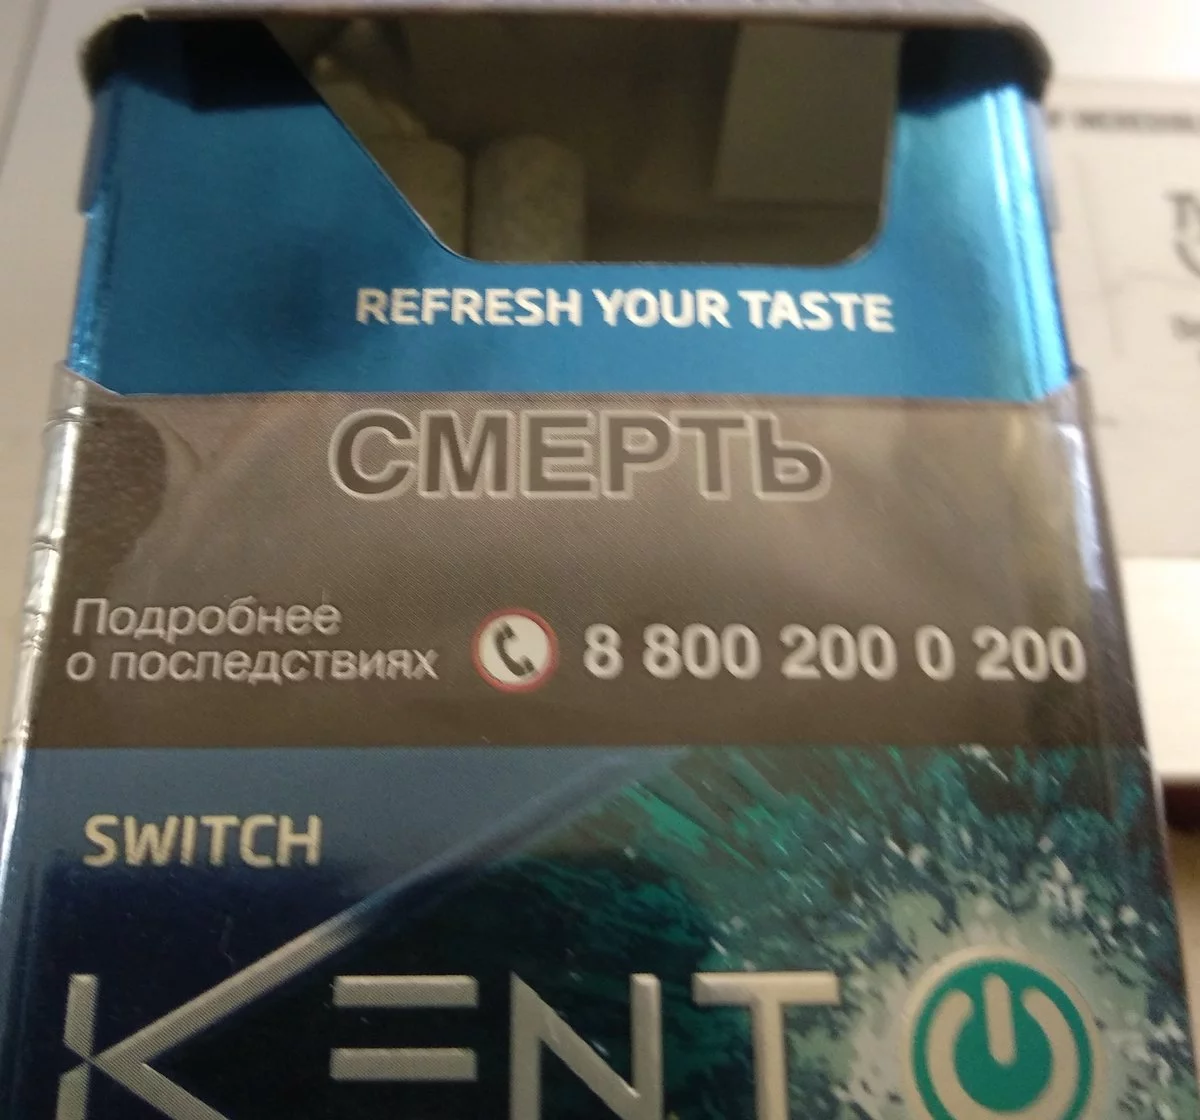 REFRESH YOUR TASTE
СМЕРТЬ
Подробнее
о последствиях
8 800 200 0 200
SWITCH
KENT